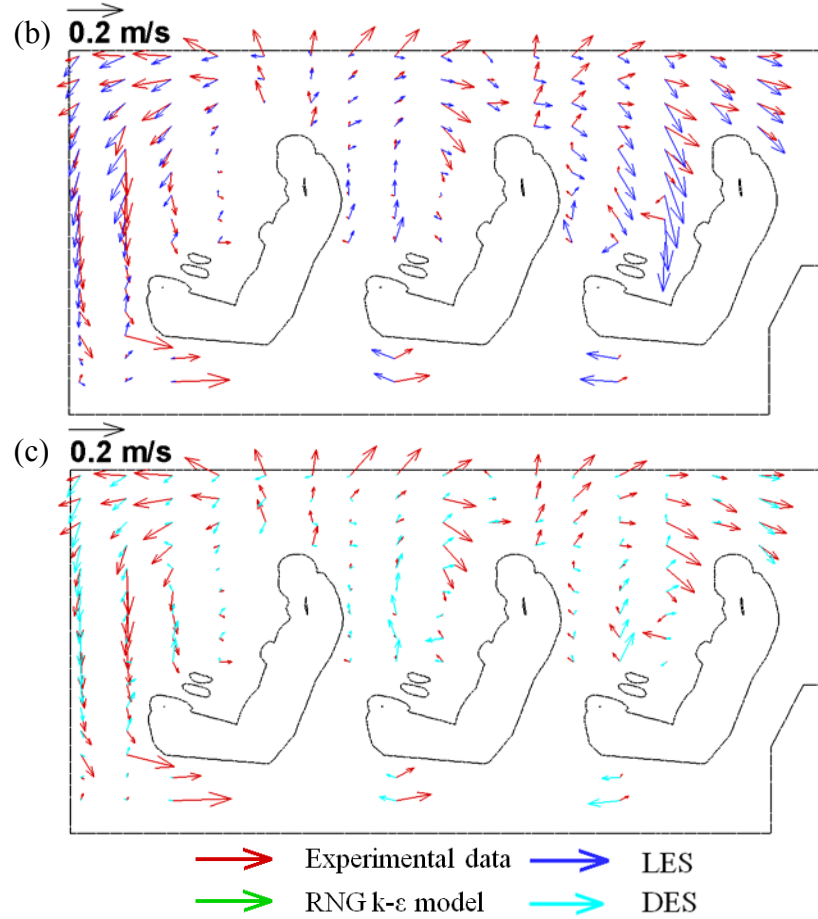 (b)
0.2 m/s
(c)
0.2 m/s
Experimental data
LES
RNG k-ε model
DES